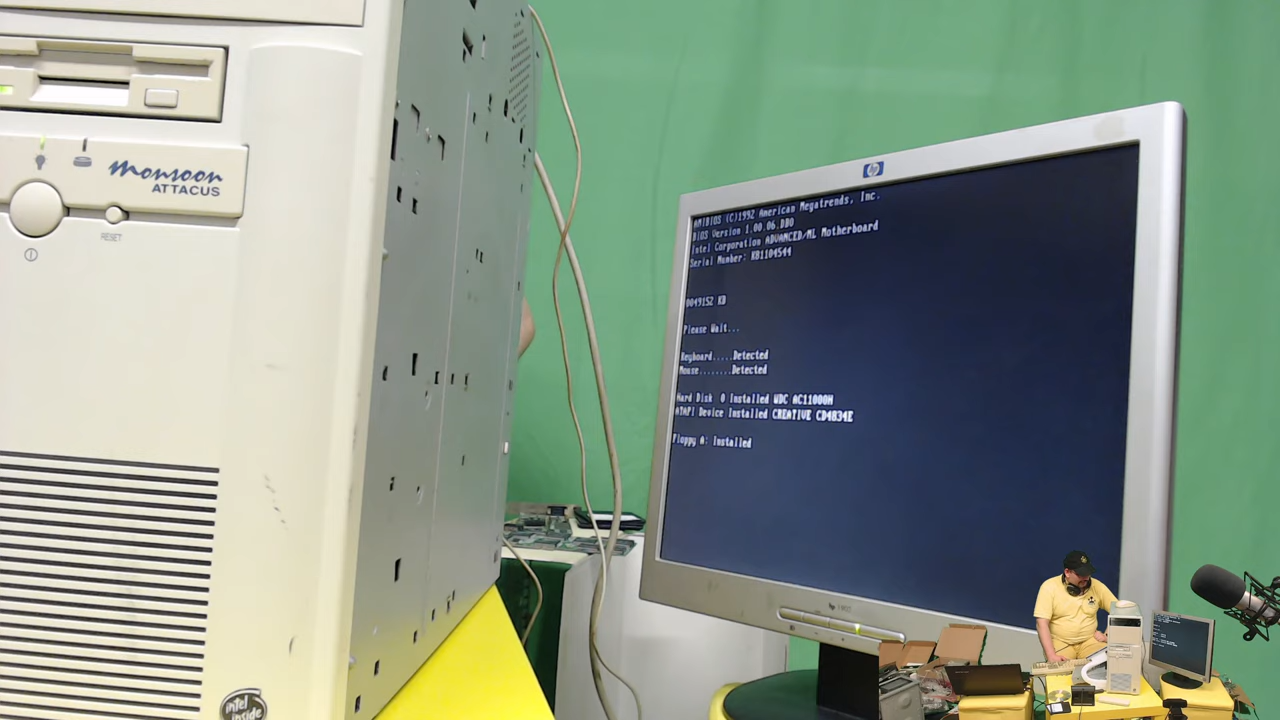 monsoon
ATTACUS
RESET
intel
inside
hp
AMIBIOS (C)1992 American Megatrends, Inc.
BIOS Version 1.00.06.DB0
Intel Corporation ADVANCED/ML Motherboard
Serial Number: KB1104544
0049152 KB
Please Wait...
Keyboard.....Detected
Mouse........Detected
Hard Disk 0 Installed WDC AC11000H
ATAPI Device Installed CREATIVE CD4834E
Floppy A: Installed